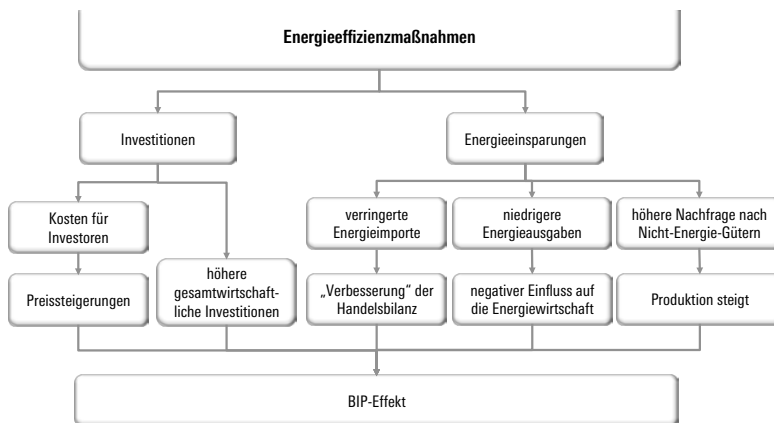 Energieeffizienzmaßnahmen
Investitionen
Energieeinsparungen
Kosten für
Investoren
verringerte
Energieimporte
niedrigere
Energieausgaben
höhere Nachfrage nach
Nicht-Energie-Gütern
Preissteigerungen
höhere
gesamtwirtschaft-
liche Investitionen
„Verbesserung“ der
Handelsbilanz
negativer Einfluss auf
die Energiewirtschaft
Produktion steigt
BIP-Effekt